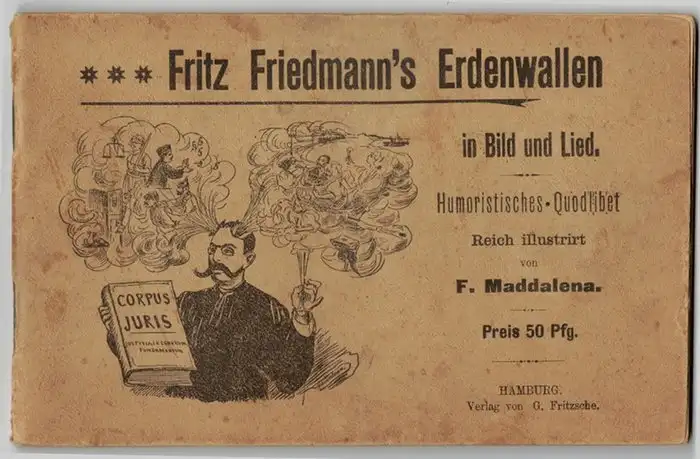 *** Fritz Friedmann's Erdenwallen
in Bild und Lied.
Humoristisches-Quodlibet
Reich illustrirt
von
F. Maddalena.
Preis 50 Pfg.
HAMBURG.
Verlag von G. Fritzsche.
CORPUS
JURIS
FUNDAMENTUM
§§